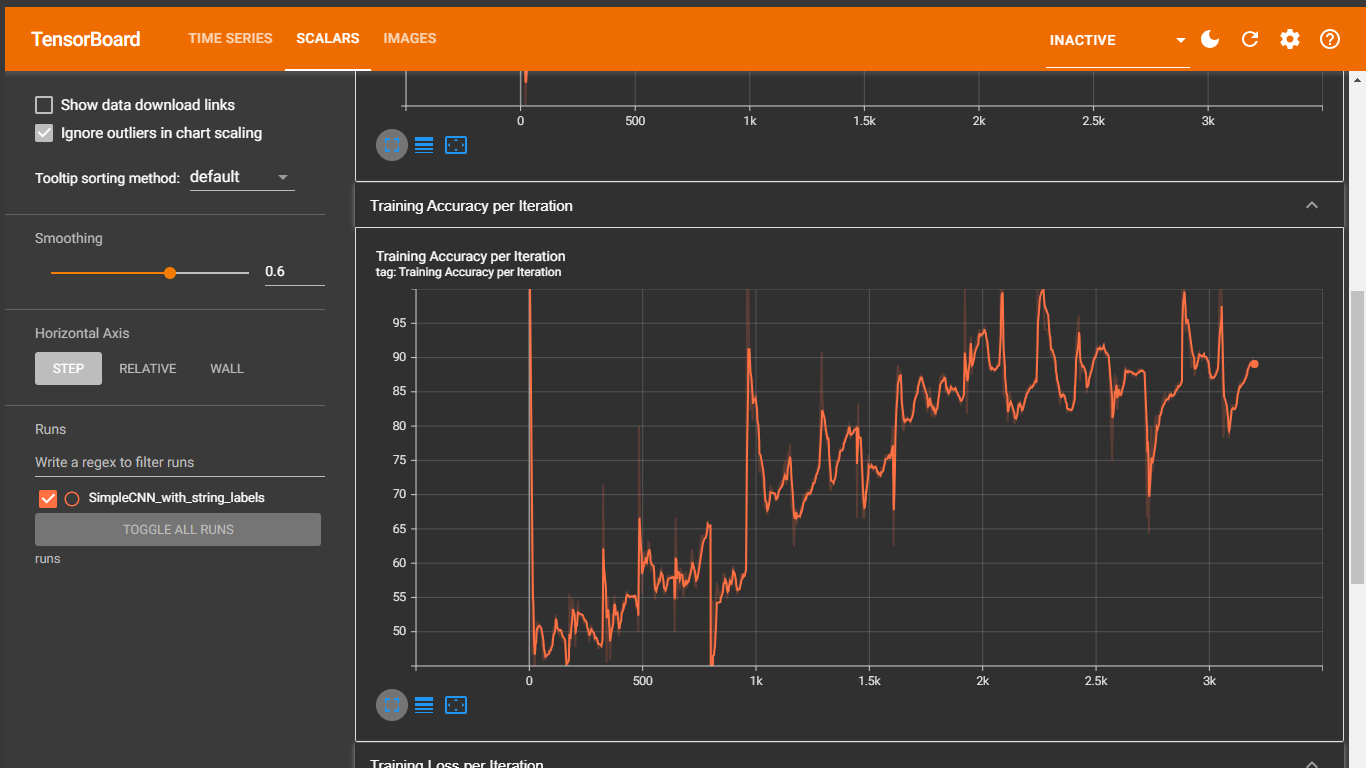 TensorBoard
TIME SERIES SCALARS IMAGES
INACTIVE
Show data download links
Ignore outliers in chart scaling
Tooltip sorting method: default
Smoothing
0.6
Horizontal Axis
STEP RELATIVE WALL
Runs
Write a regex to filter runs
SimpleCNN_with_string_labels
TOGGLE ALL RUNS
runs
0 500 1k 1.5k 2k 2.5k 3k
Training Accuracy per Iteration
Training Accuracy per Iteration
tag: Training Accuracy per Iteration
95
90
85
80
75
70
65
60
55
50
0 500 1k 1.5k 2k 2.5k 3k
Training Loss per Iteration